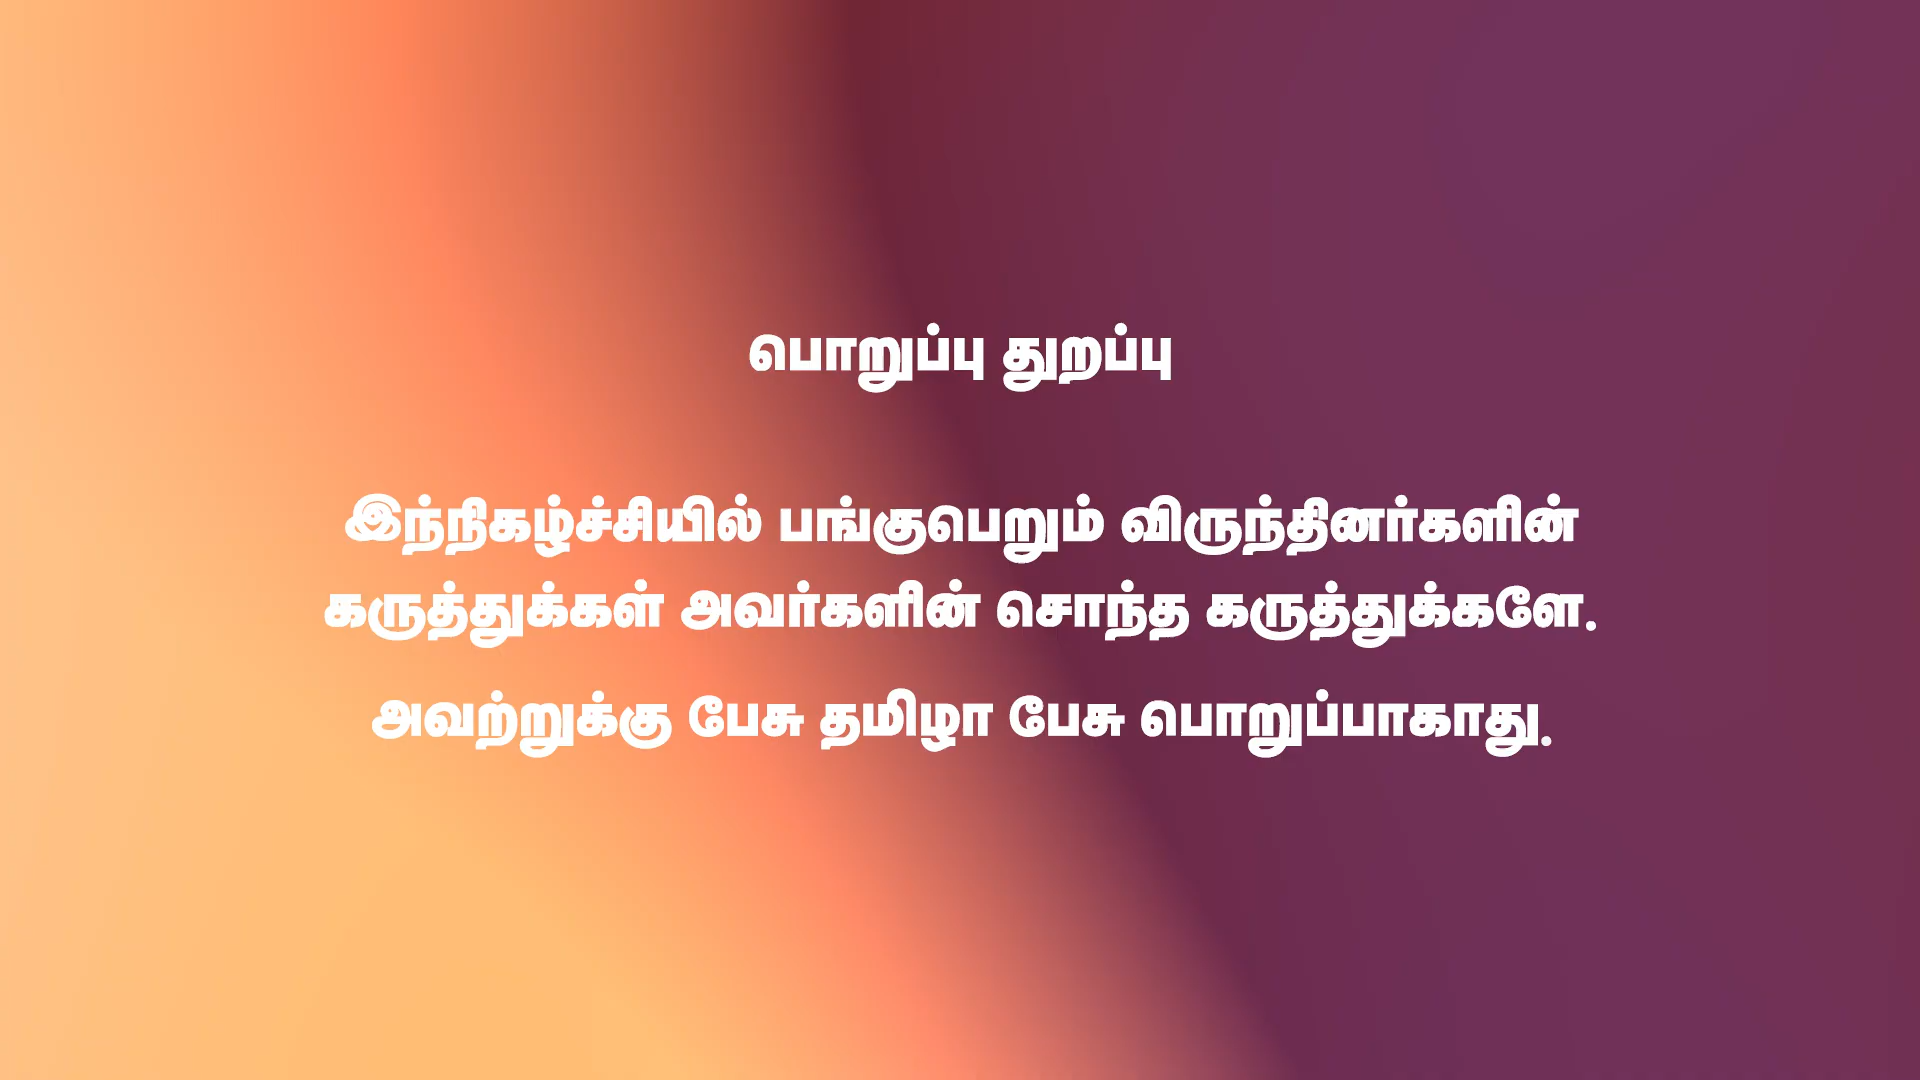 பொறுப்பு துறப்பு
இந்நிகழ்ச்சியில் பங்குபெறும் விருந்தினர்களின்
கருத்துக்கள் அவர்களின் சொந்த கருத்துக்களே.
அவற்றுக்கு பேசு தமிழா பேசு பொறுப்பாகாது.